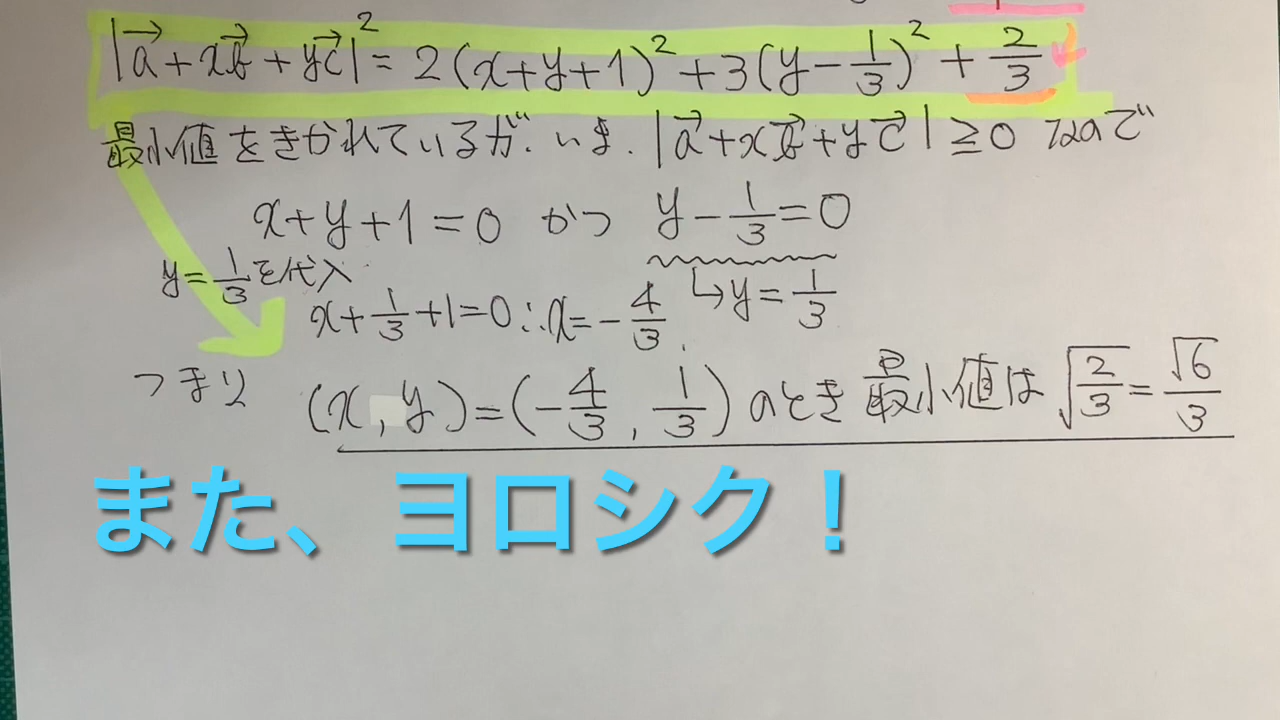 |a→+xb→+yc→|²=2(x+y+1)²+3(y-1/3)²+2/3
最小値をきかれているが、いま、|a→+xb→+yc→|≧0なので
x+y+1=0 かつ y-1/3=0
y=1/3を代入
↳y=1/3
x+1/3+1=0∴x=-4/3
つまり (x,y)=(-4/3,1/3)のとき最小値は√(2/3)=√6/3
また、ヨロシク！